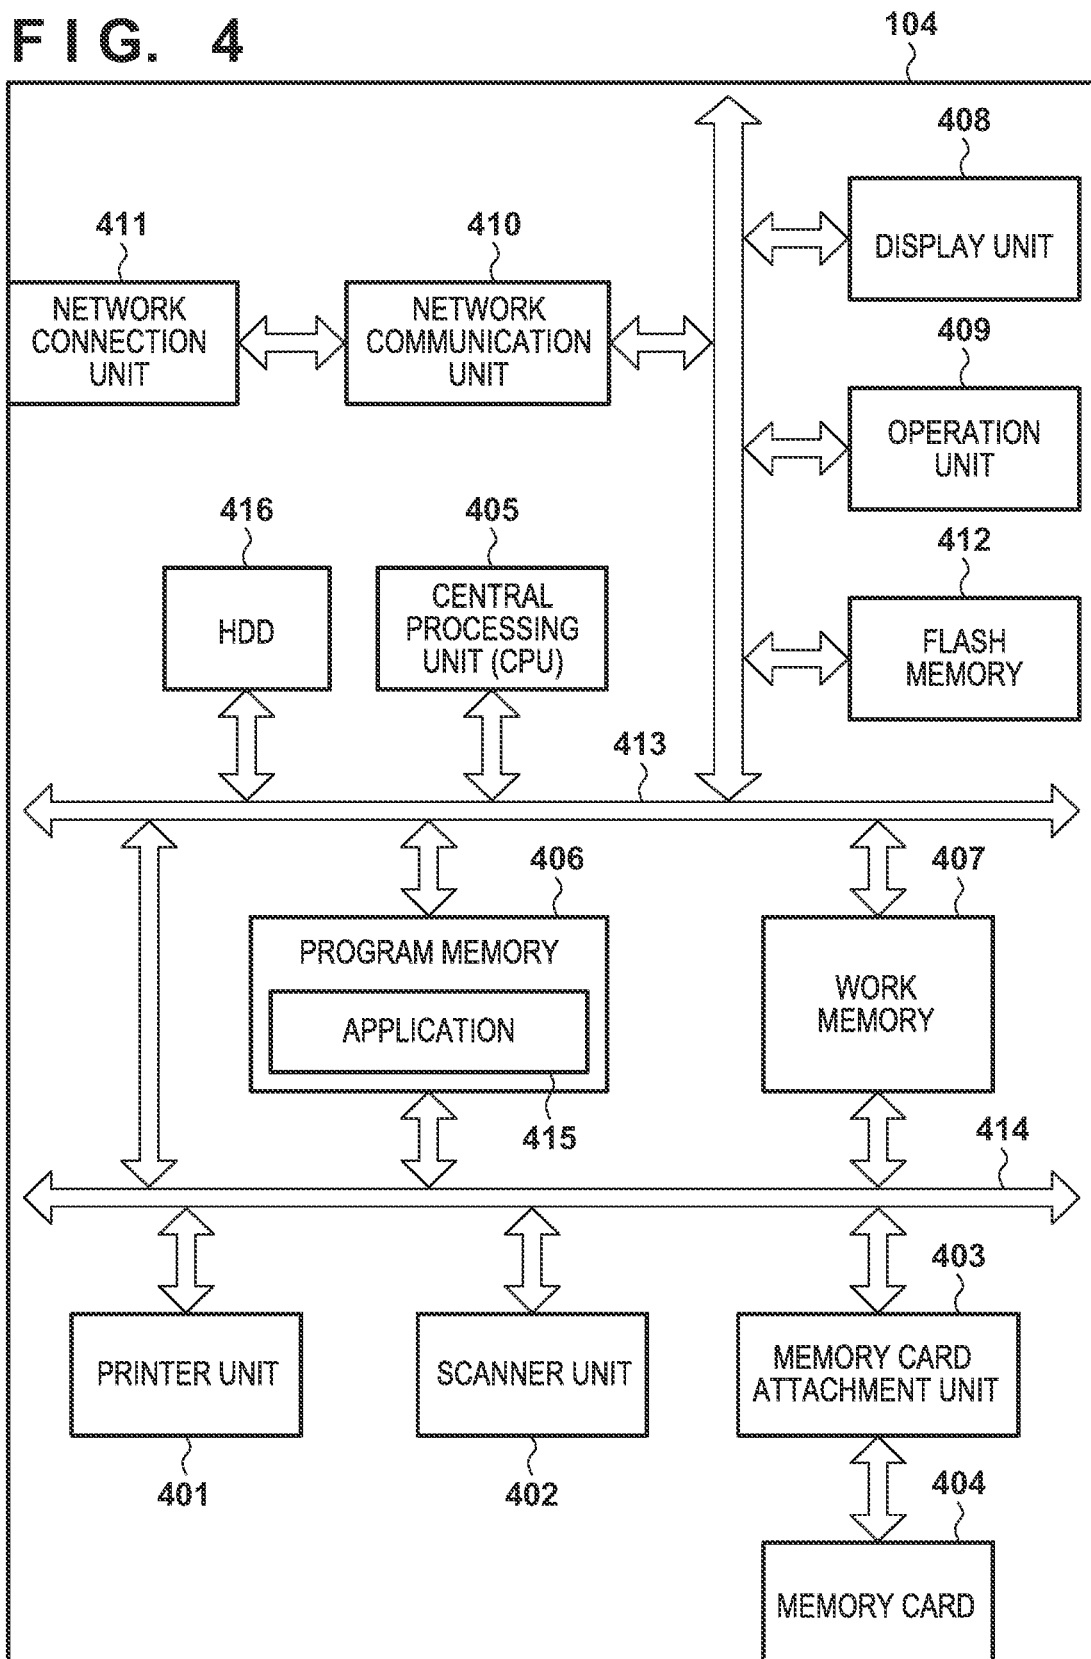 FIG. 4
104
408
DISPLAY UNIT
411
NETWORK
CONNECTION
UNIT
410
NETWORK
COMMUNICATION
UNIT
409
OPERATION
UNIT
416
HDD
405
CENTRAL
PROCESSING
UNIT (CPU)
412
FLASH
MEMORY
413
406
PROGRAM MEMORY
APPLICATION
415
407
WORK
MEMORY
414
PRINTER UNIT
401
SCANNER UNIT
402
403
MEMORY CARD
ATTACHMENT UNIT
404
MEMORY CARD